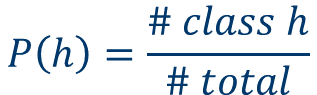 P(h) = # class h / # total